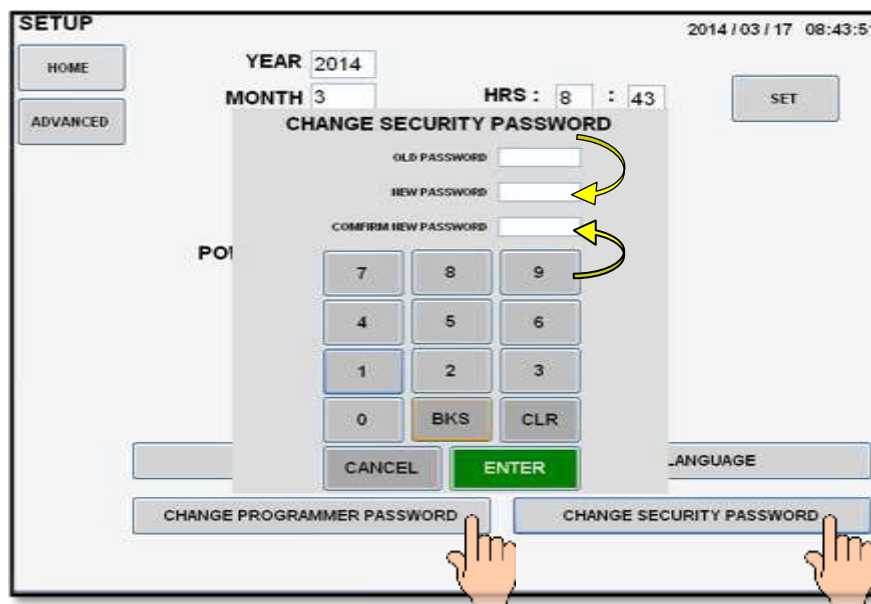 SETUP
2014 / 03 / 17 08:43:51
HOME
YEAR 2014
MONTH 3
HRS : 8 : 43
SET
ADVANCED
CHANGE SECURITY PASSWORD
OLD PASSWORD
NEW PASSWORD
COMFIRM NEW PASSWORD
7 8 9
4 5 6
1 2 3
0 BKS CLR
CANCEL ENTER
LANGUAGE
CHANGE PROGRAMMER PASSWORD
CHANGE SECURITY PASSWORD